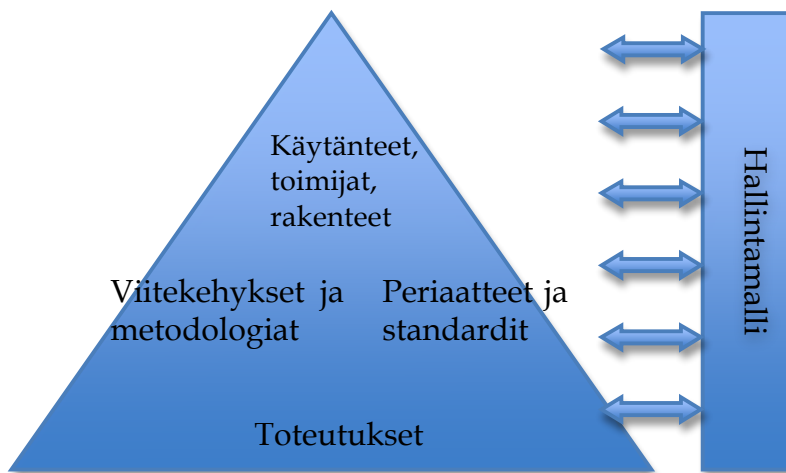 Käytänteet,
toimijat,
rakenteet
Viitekehykset ja
metodologiat
Periaatteet ja
standardit
Toteutukset
Hallintamalli